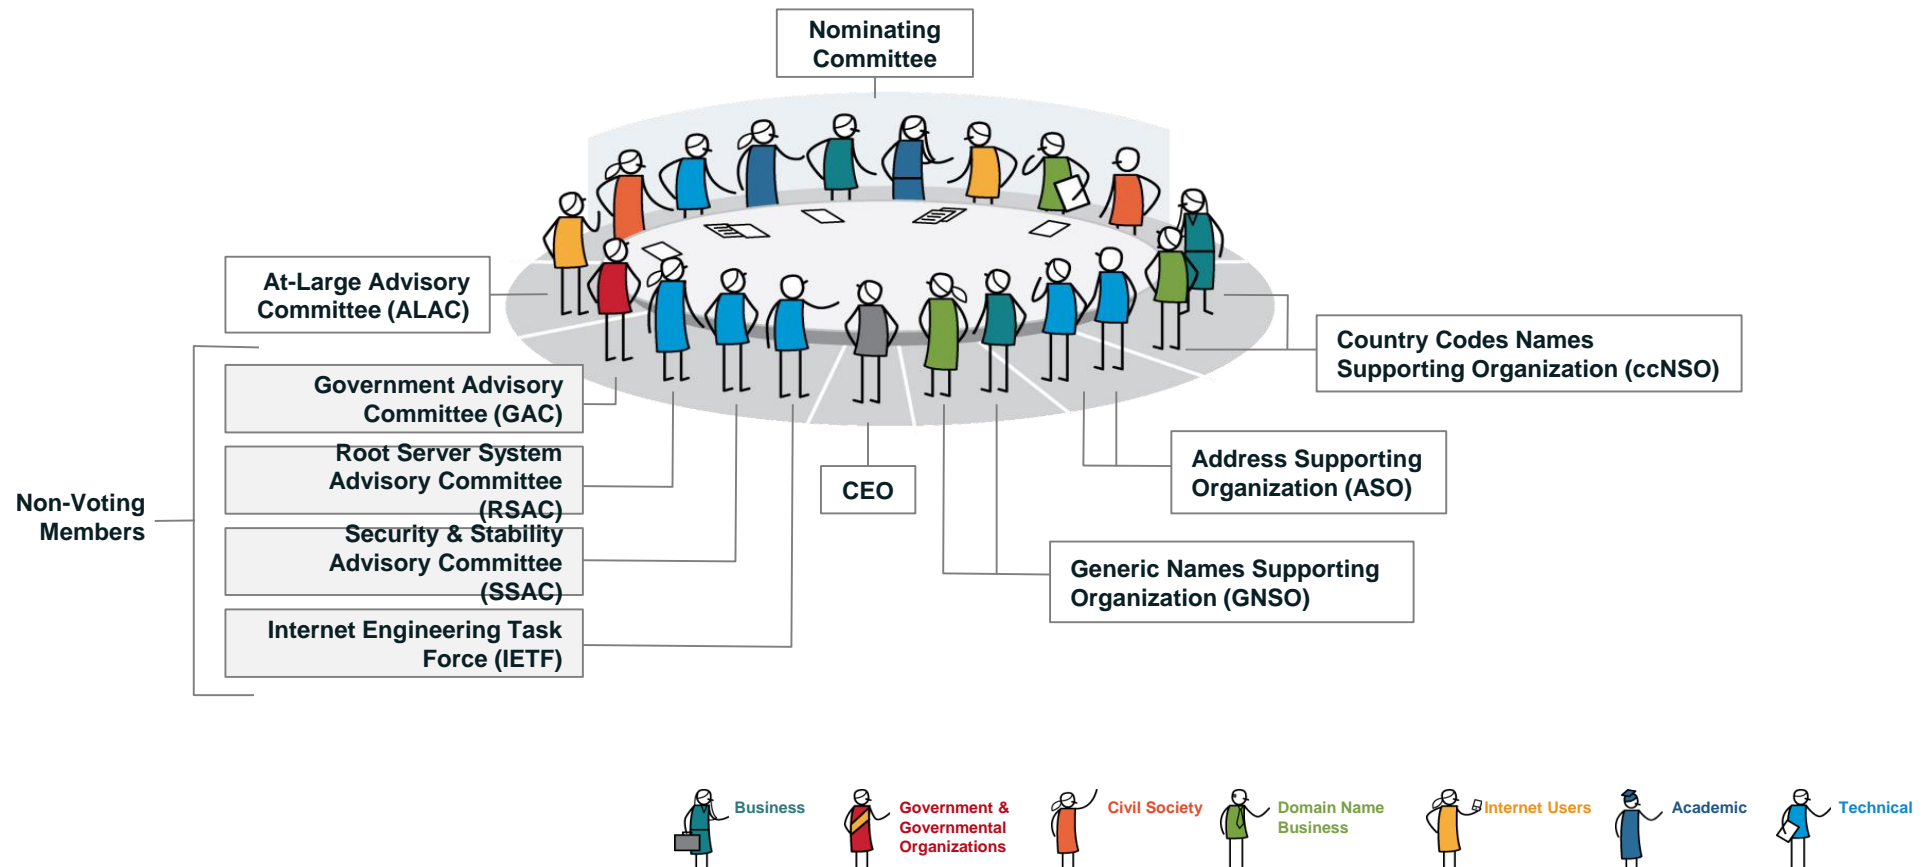 Nominating
Committee
At-Large Advisory
Committee (ALAC)
Government Advisory
Committee (GAC)
Root Server System
Advisory Committee
(RSAC)
Security & Stability
Advisory Committee
(SSAC)
Internet Engineering Task
Force (IETF)
Non-Voting
Members
CEO
Country Codes Names
Supporting Organization (ccNSO)
Address Supporting
Organization (ASO)
Generic Names Supporting
Organization (GNSO)
Business
Government &
Governmental
Organizations
Civil Society
Domain Name
Business
Internet Users
Academic
Technical